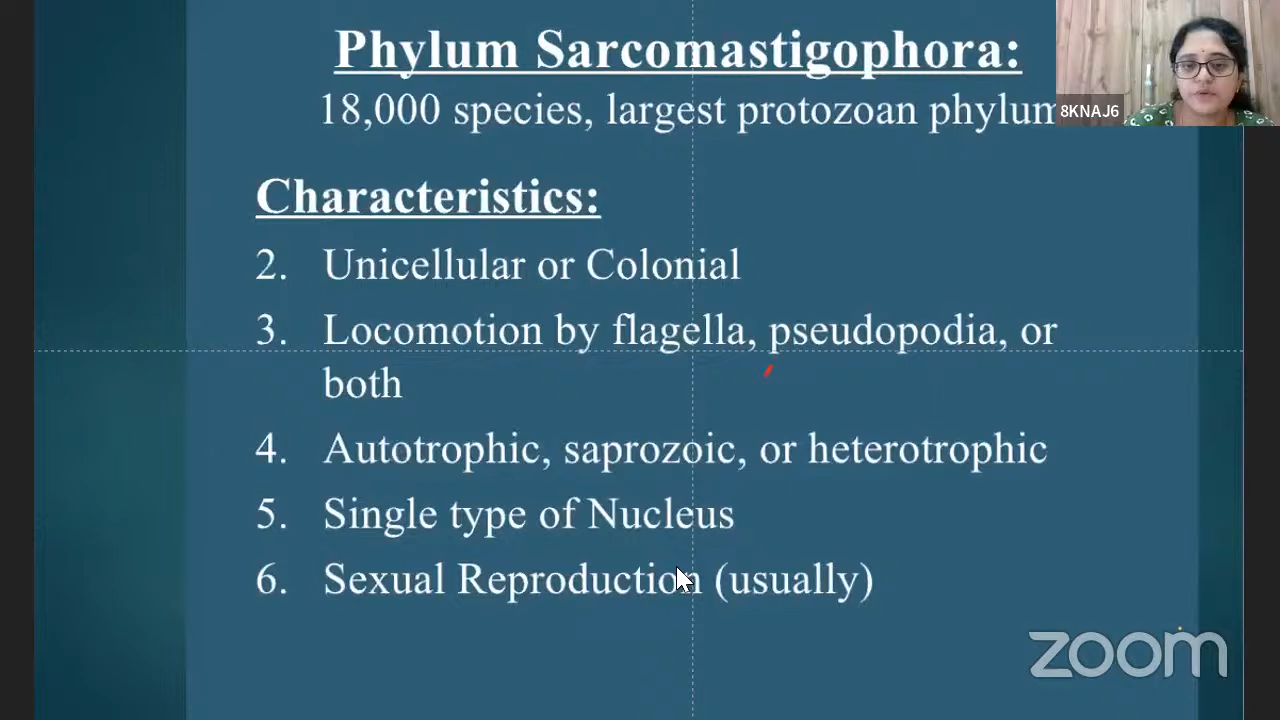 Phylum Sarcomastigophora:
18,000 species, largest protozoan phylum
8KNAJ6
Characteristics:
2. Unicellular or Colonial
3. Locomotion by flagella, pseudopodia, or
both
4. Autotrophic, saprozoic, or heterotrophic
5. Single type of Nucleus
6. Sexual Reproduction (usually)
zoom